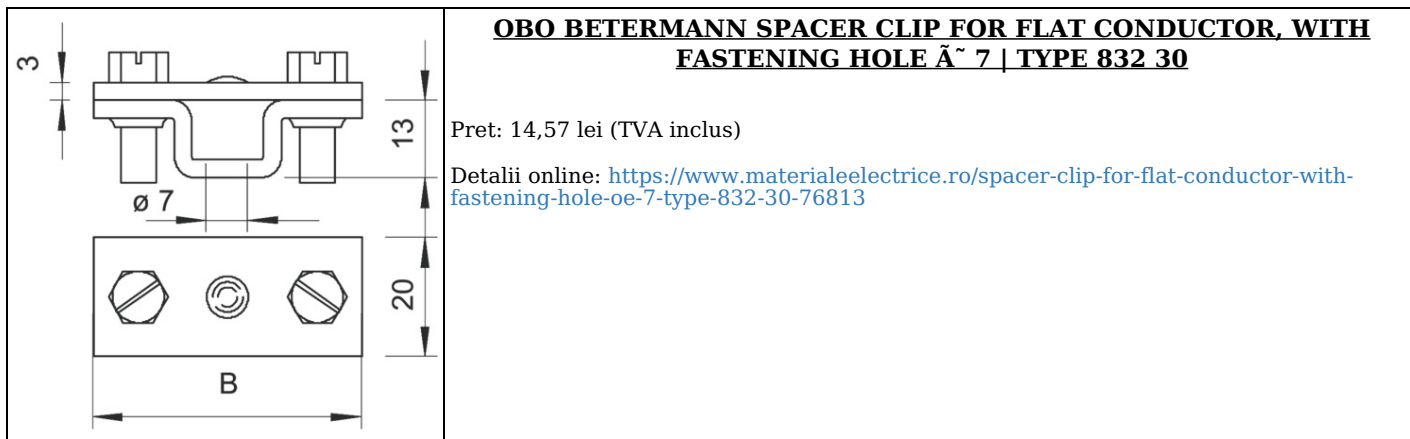 3
13
ø 7
20
B
OBO BETERMANN SPACER CLIP FOR FLAT CONDUCTOR, WITH
FASTENING HOLE Ã˜ 7 | TYPE 832 30
Pret: 14,57 lei (TVA inclus)
Detalii online: https://www.materialeelectrice.ro/spacer-clip-for-flat-conductor-with-
fastening-hole-oe-7-type-832-30-76813